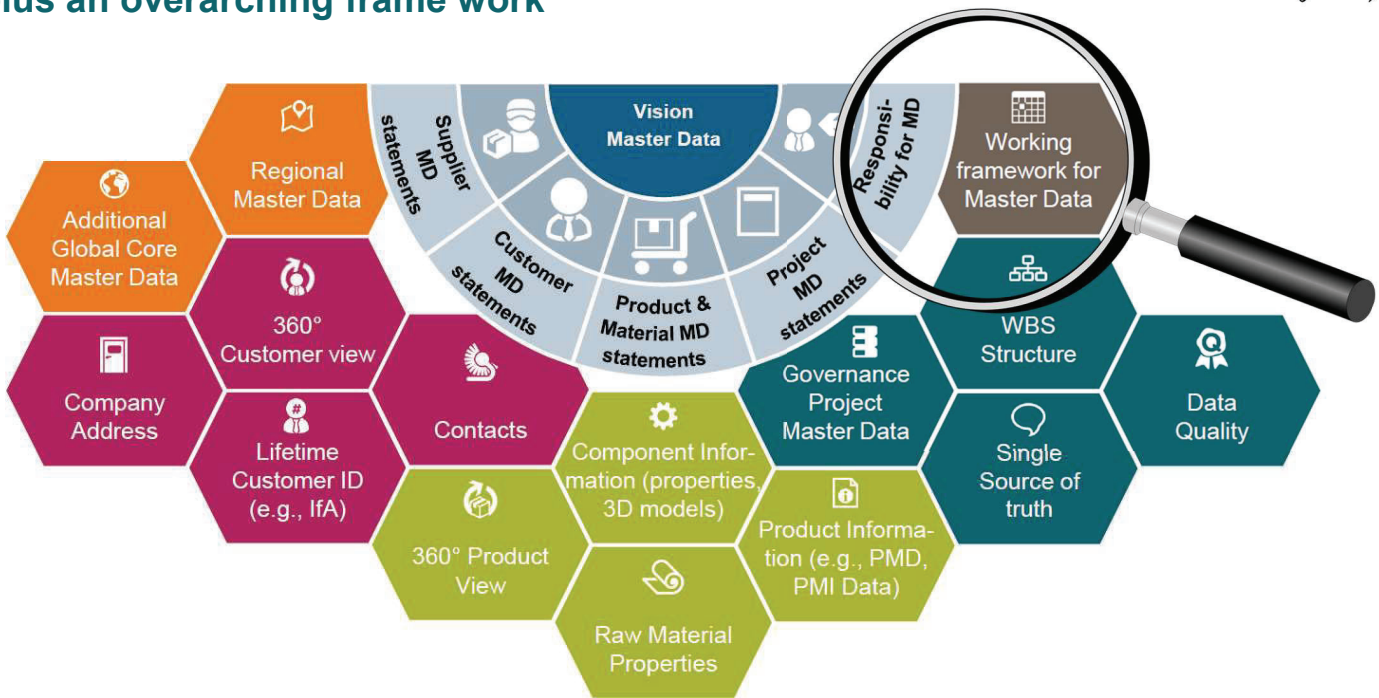 plus an overarching frame work
Vision
Master Data
Supplier
MD
statements
Customer
MD
statements
Product &
Material MD
statements
Project
MD
statements
Responsi-
bility for MD
Regional
Master Data
Additional
Global Core
Master Data
360°
Customer view
Company
Address
#
Lifetime
Customer ID
(e.g., IfA)
Contacts
360° Product
View
Component Infor-
mation (properties,
3D models)
Raw Material
Properties
Product Informa-
tion (e.g., PMD,
PMI Data)
Governance
Project
Master Data
Working
framework for
Master Data
WBS
Structure
Single
Source of
truth
Q
Data
Quality